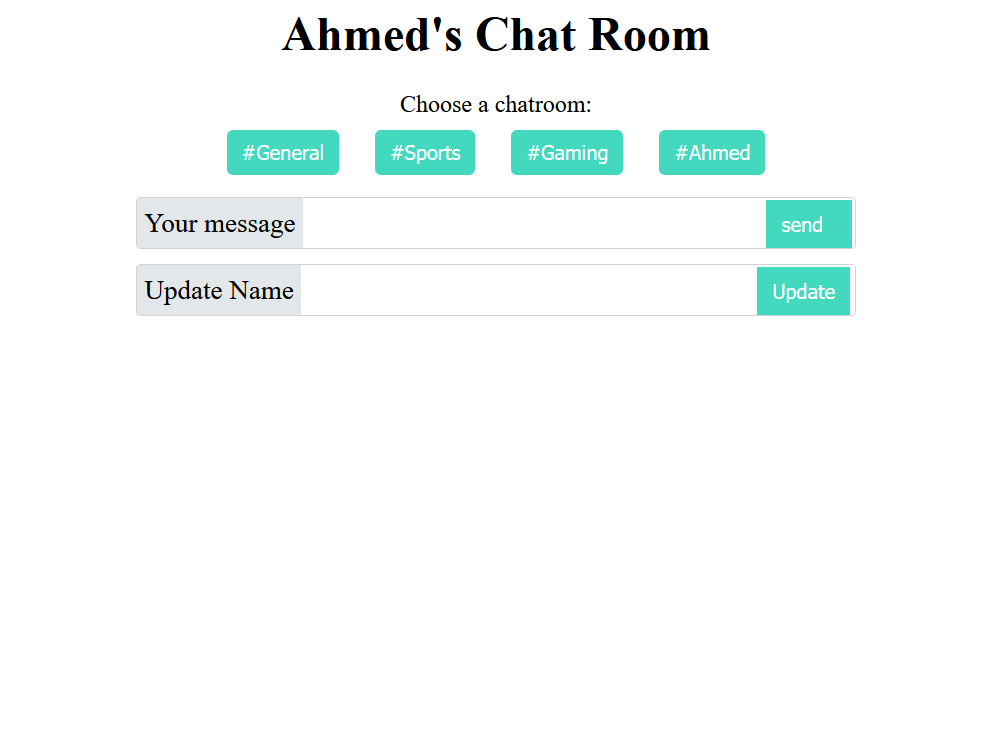 Ahmed's Chat Room
Choose a chatroom:
#General #Sports #Gaming #Ahmed
Your message send
Update Name Update